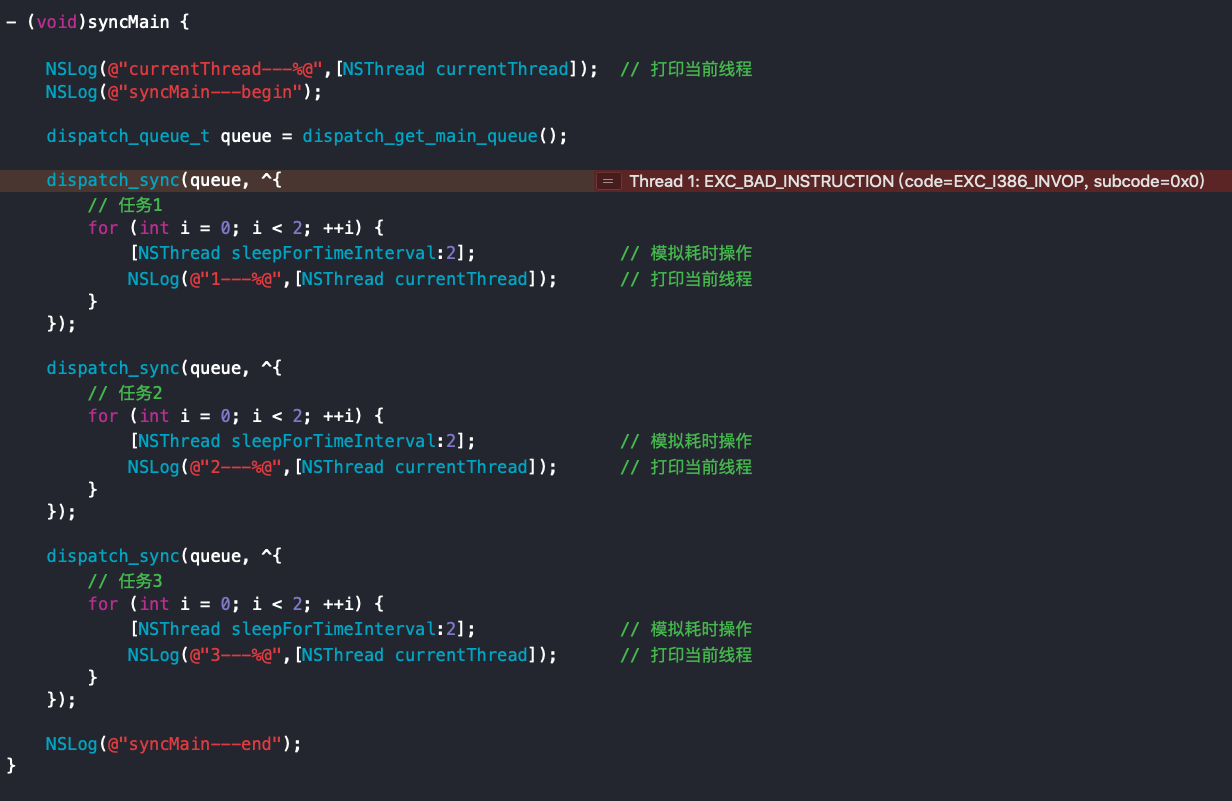 - (void)syncMain {
NSLog(@"currentThread---%@",[NSThread currentThread]);  // 打印当前线程
NSLog(@"syncMain---begin");
dispatch_queue_t queue = dispatch_get_main_queue();
dispatch_sync(queue, ^{ = Thread 1: EXC_BAD_INSTRUCTION (code=EXC_I386_INVOP, subcode=0x0)
// 任务1
for (int i = 0; i < 2; ++i) {
[NSThread sleepForTimeInterval:2]; // 模拟耗时操作
NSLog(@"1---%@",[NSThread currentThread]); // 打印当前线程
}
});
dispatch_sync(queue, ^{
// 任务2
for (int i = 0; i < 2; ++i) {
[NSThread sleepForTimeInterval:2]; // 模拟耗时操作
NSLog(@"2---%@",[NSThread currentThread]); // 打印当前线程
}
});
dispatch_sync(queue, ^{
// 任务3
for (int i = 0; i < 2; ++i) {
[NSThread sleepForTimeInterval:2]; // 模拟耗时操作
NSLog(@"3---%@",[NSThread currentThread]); // 打印当前线程
}
});
NSLog(@"syncMain---end");
}